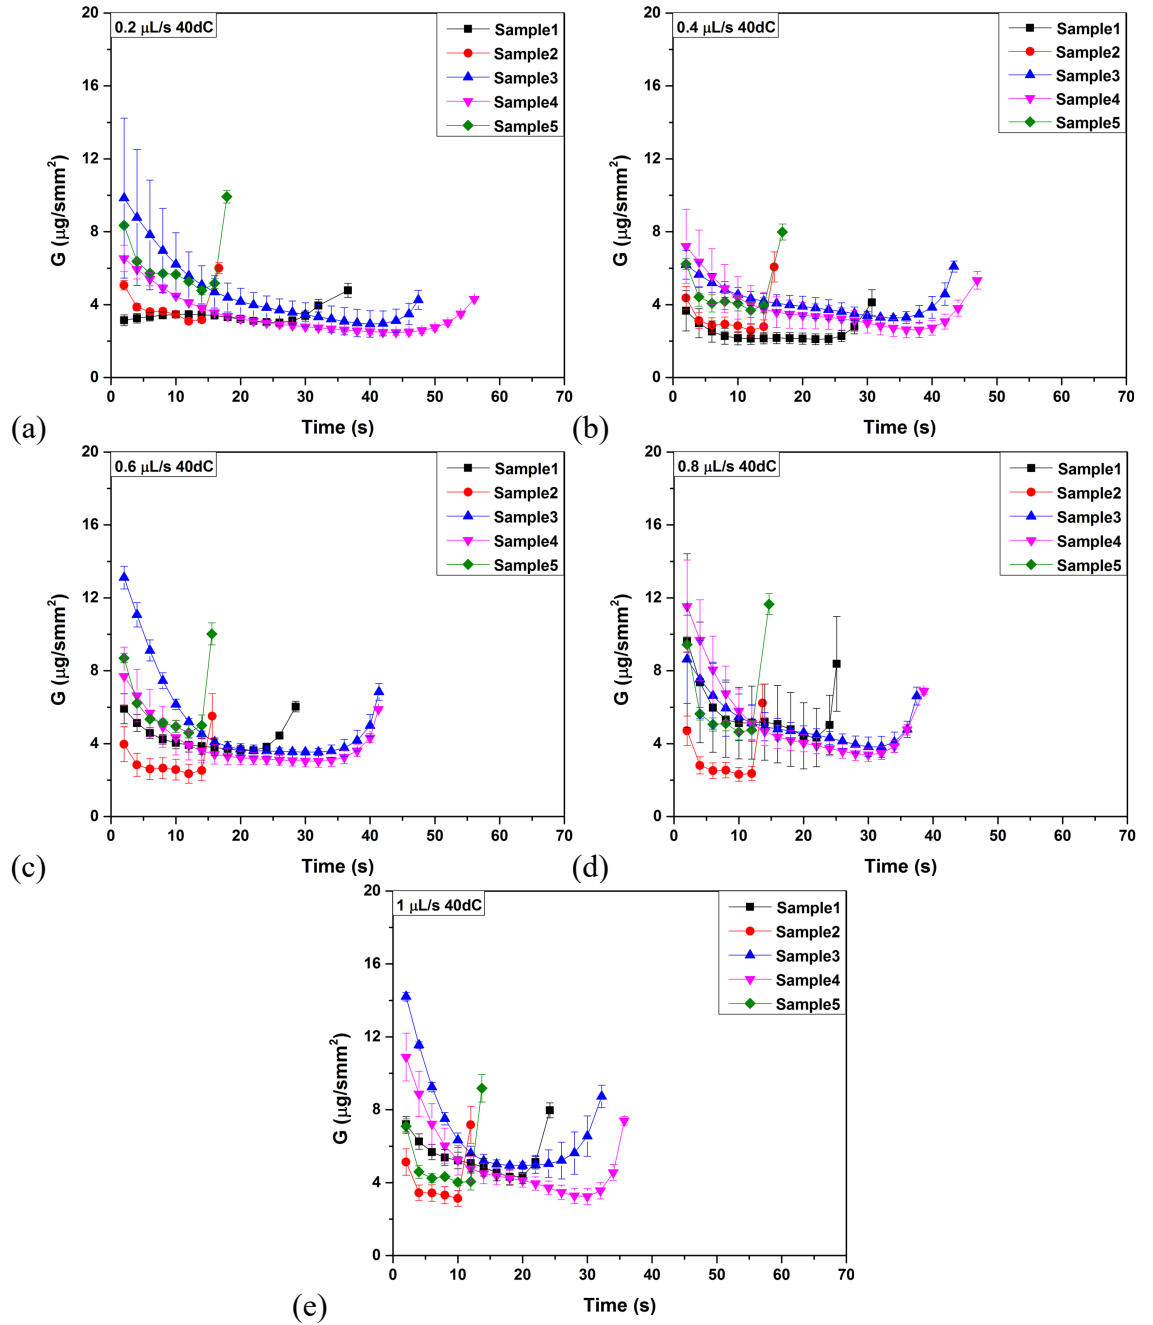 0.2 μL/s 40dC
Sample1
Sample2
Sample3
Sample4
Sample5
20
16
12
8
4
0
G (μg/smm²)
0 10 20 30 40 50 60 70
Time (s)
(a)
0.4 μL/s 40dC
Sample1
Sample2
Sample3
Sample4
Sample5
20
16
12
8
4
0
G (μg/smm²)
0 10 20 30 40 50 60 70
Time (s)
(b)
0.6 μL/s 40dC
Sample1
Sample2
Sample3
Sample4
Sample5
20
16
12
8
4
0
G (μg/smm²)
0 10 20 30 40 50 60 70
Time (s)
(c)
0.8 μL/s 40dC
Sample1
Sample2
Sample3
Sample4
Sample5
20
16
12
8
4
0
G (μg/smm²)
0 10 20 30 40 50 60 70
Time (s)
(d)
1 μL/s 40dC
Sample1
Sample2
Sample3
Sample4
Sample5
20
16
12
8
4
0
G (μg/smm²)
0 10 20 30 40 50 60 70
Time (s)
(e)